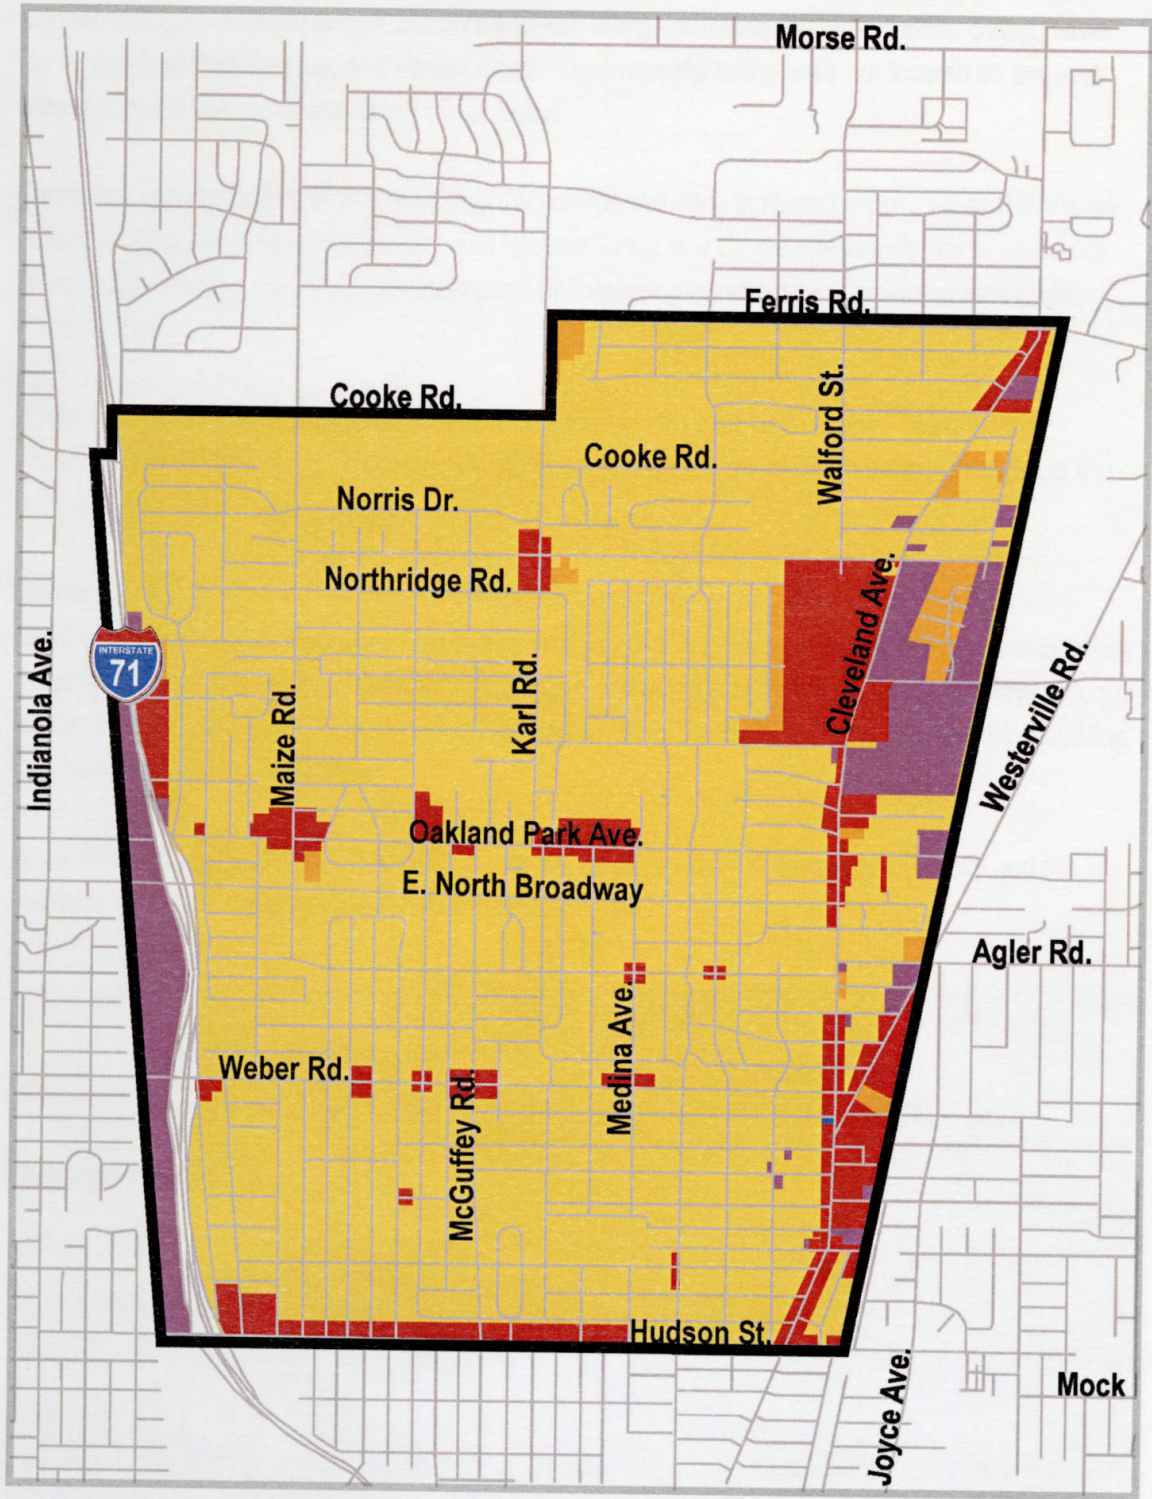 Morse Rd.
Ferris Rd.
Cooke Rd.
Walford St.
Cooke Rd.
Norris Dr.
Northridge Rd.
Cleveland Ave.
INTERSTATE
71
Indianola Ave.
Karl Rd.
Maize Rd.
Westerville Rd.
Oakland Park Ave.
E. North Broadway
Agler Rd.
Medina Ave.
Weber Rd.
McGuffey Rd.
Hudson St.
Joyce Ave.
Mock